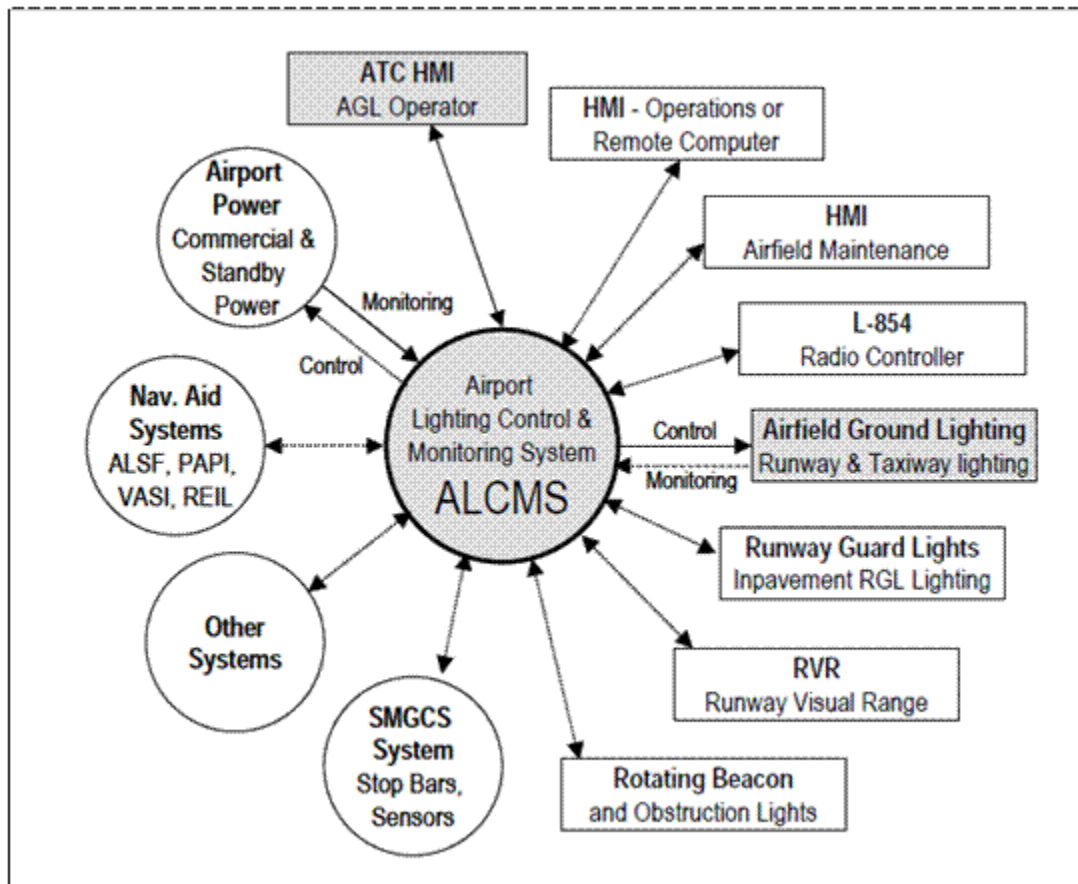 ATC HMI
AGL Operator
HMI - Operations or
Remote Computer
Airport
Power
Commercial &
Standby
Power
HMI
Airfield Maintenance
Monitoring
Control
L-854
Radio Controller
Nav. Aid
Systems
ALSF, PAPI,
VASI, REIL
Airport
Lighting Control &
Monitoring System
ALCMS
Control
Monitoring
Airfield Ground Lighting
Runway & Taxiway lighting
Runway Guard Lights
Inpavement RGL Lighting
Other
Systems
RVR
Runway Visual Range
SMGCS
System
Stop Bars,
Sensors
Rotating Beacon
and Obstruction Lights